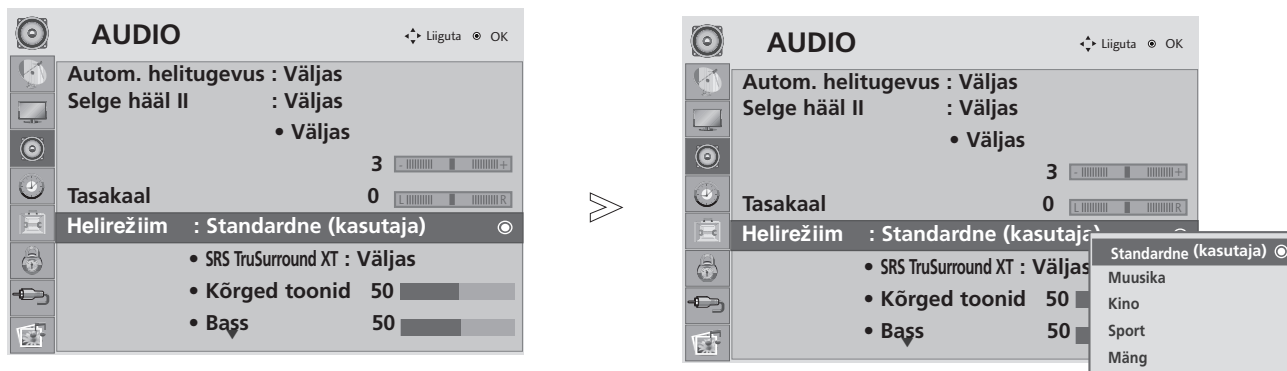 AUDIO
Liiguta OK
Autom. helitugevus : Väljas
Selge hääl II : Väljas
• Väljas
3 - +
Tasakaal 0 L R
Helirežiim : Standardne (kasutaja)
• SRS TruSurround XT : Väljas
• Kõrged toonid 50
• Bass 50
AUDIO
Liiguta OK
Autom. helitugevus : Väljas
Selge hääl II : Väljas
• Väljas
3 - +
Tasakaal 0 L R
Helirežiim : Standardne (kasutaja
• SRS TruSurround XT : Väljas
• Kõrged toonid 50
• Bass 50
Standardne (kasutaja)
Muusika
Kino
Sport
Mäng